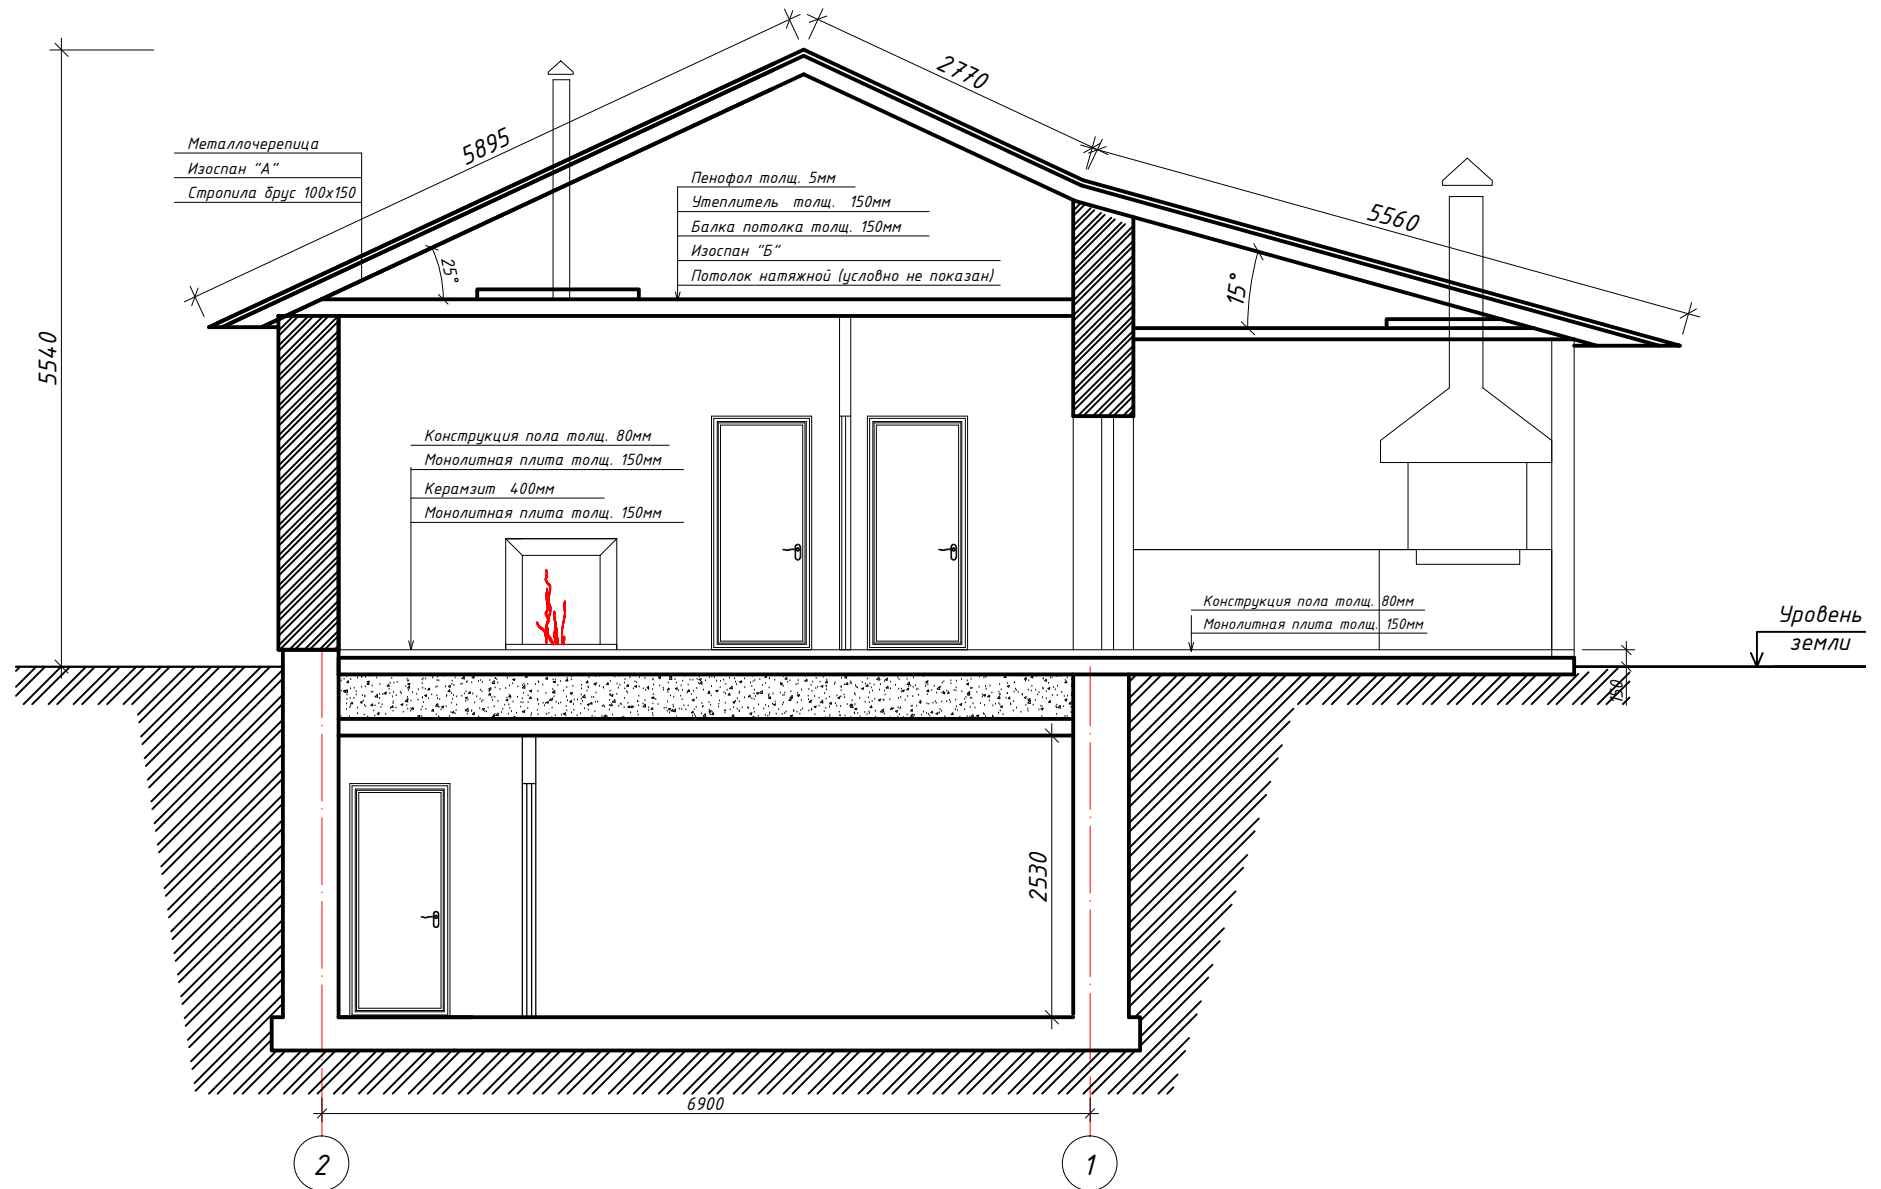 2770
5895
Металлочерепица
Изоспан "А"
Стропила брус 100х150
Пенофол толщ. 5мм
Утеплитель толщ. 150мм
Балка потолка толщ. 150мм
Изоспан "Б"
Потолок натяжной (условно не показан)
5560
25°
15°
5540
Конструкция пола толщ. 80мм
Монолитная плита толщ. 150мм
Керамзит 400мм
Монолитная плита толщ. 150мм
Конструкция пола толщ. 80мм
Монолитная плита толщ. 150мм
Уровень
земли
150
2530
6900
2
1